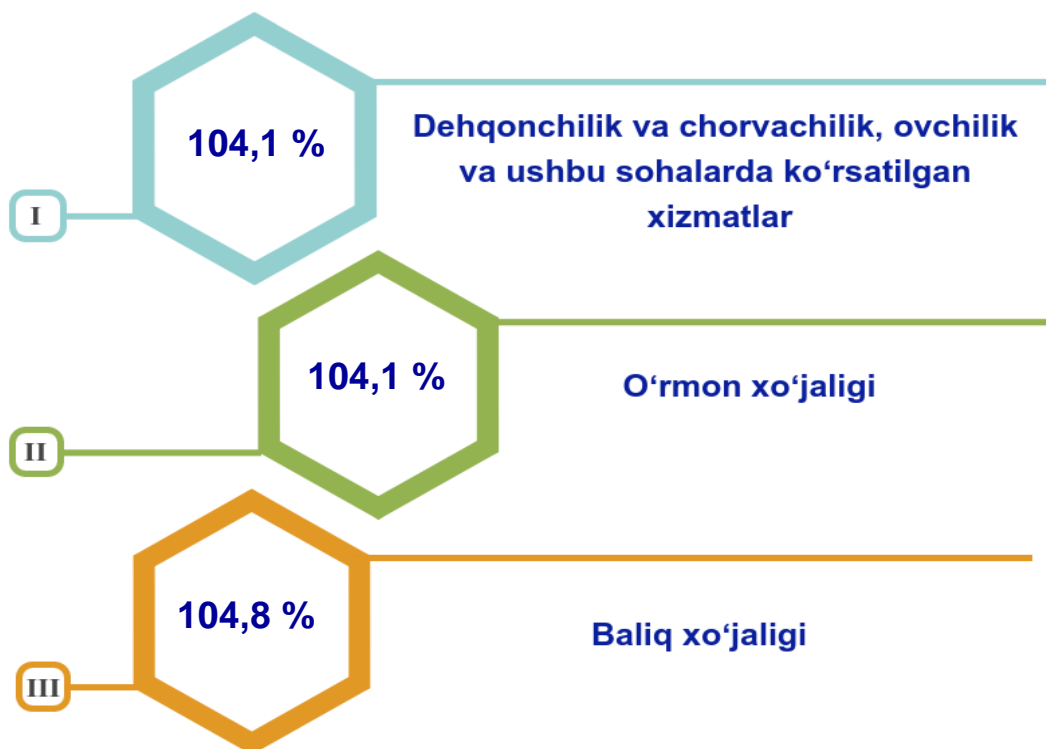 104,1 %
Dehqonchilik va chorvachilik, ovchilik
va ushbu sohalarda ko‘rsatilgan
xizmatlar
I
104,1 %
O‘rmon xo‘jaligi
II
104,8 %
Baliq xo‘jaligi
III